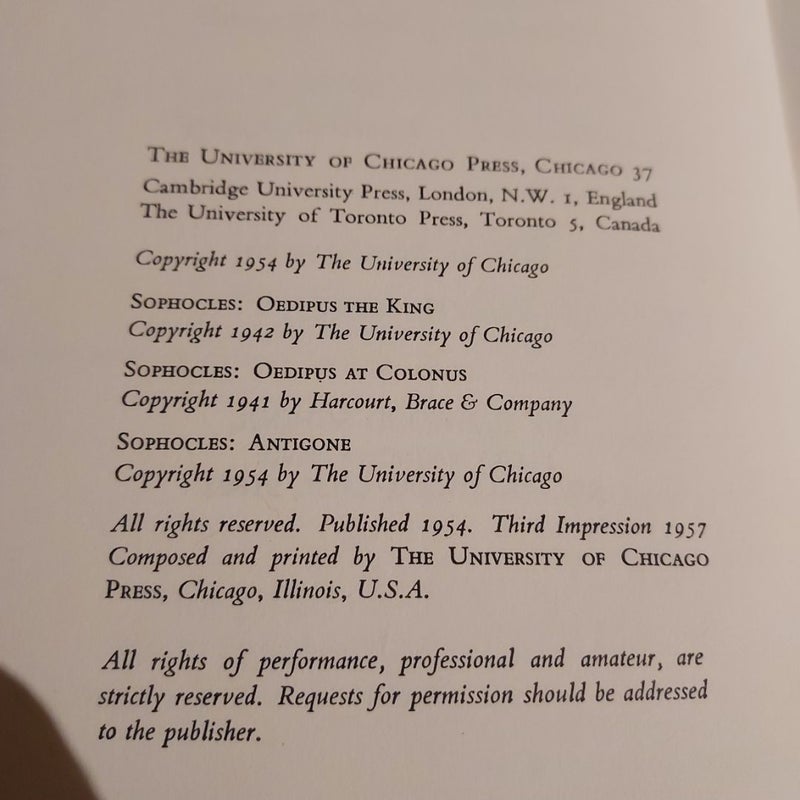 THE UNIVERSITY OF CHICAGO PRESS, CHICAGO 37
Cambridge University Press, London, N.W. 1, England
The University of Toronto Press, Toronto 5, Canada
Copyright 1954 by The University of Chicago
SOPHOCLES: OEDIPUS THE KING
Copyright 1942 by The University of Chicago
SOPHOCLES: OEDIPUS AT COLONUS
Copyright 1941 by Harcourt, Brace & Company
SOPHOCLES: ANTIGONE
Copyright 1954 by The University of Chicago
All rights reserved. Published 1954. Third Impression 1957
Composed and printed by THE UNIVERSITY OF CHICAGO
PRESS, Chicago, Illinois, U.S.A.
All rights of performance, professional and amateur, are
strictly reserved. Requests for permission should be addressed
to the publisher.